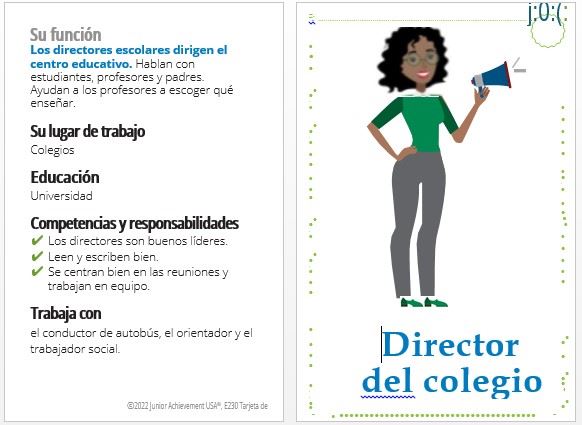 Su función
Los directores escolares dirigen el
centro educativo. Hablan con
estudiantes, profesores y padres.
Ayudan a los profesores a escoger qué
enseñar.
Su lugar de trabajo
Colegios
Educación
Universidad
Competencias y responsabilidades
Los directores son buenos líderes.
Leen y escriben bien.
Se centran bien en las reuniones y
trabajan en equipo.
Trabaja con
el conductor de autobús, el orientador y el
trabajador social.
©2022 Junior Achievement USA®, E230 Tarjeta de
Director
del colegio